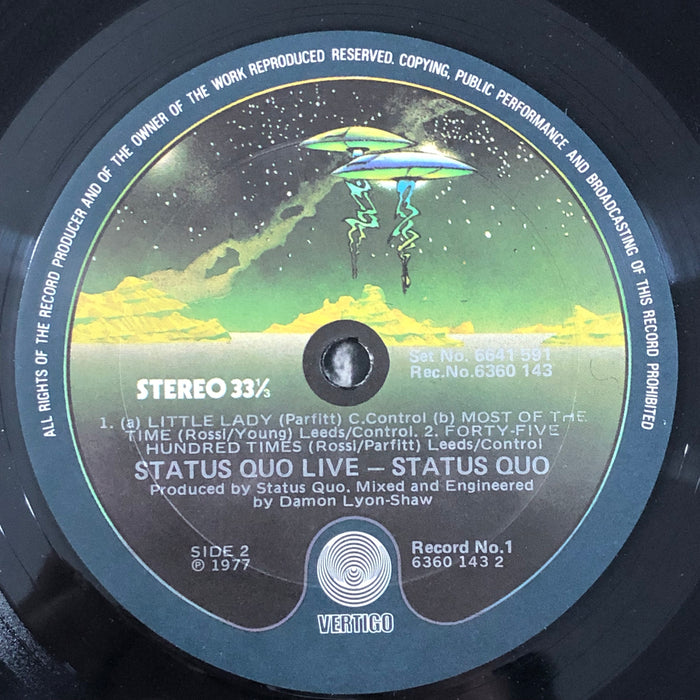 ALL RIGHTS OF THE RECORD PRODUCER AND OF THE OWNER OF THE WORK REPRODUCED RESERVED. COPYING, PUBLIC PERFORMANCE AND BROADCASTING OF THIS RECORD PROHIBITED
Set No. 6641 591
Rec.No.6360 143
STEREO 33⅓
1. (a) LITTLE LADY (Parfitt) C.Control (b) MOST OF THE
TIME (Rossi/Young) Leeds/Control. 2. FORTY-FIVE
HUNDRED TIMES (Rossi/Parfitt) Leeds/Control
STATUS QUO LIVE – STATUS QUO
Produced by Status Quo. Mixed and Engineered
by Damon Lyon-Shaw
SIDE 2
℗ 1977
Record No.1
6360 143 2
VERTIGO